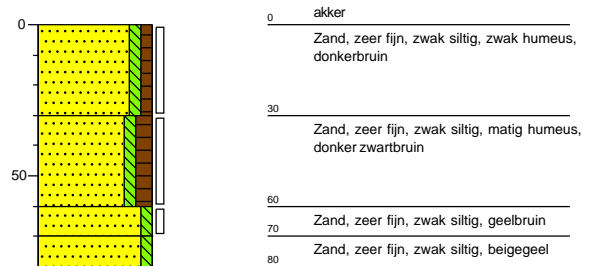 akker
0
0
Zand, zeer fijn, zwak siltig, zwak humeus,
donkerbruin
30
Zand, zeer fijn, zwak siltig, matig humeus,
donker zwartbruin
50
60
Zand, zeer fijn, zwak siltig, geelbruin
70
Zand, zeer fijn, zwak siltig, beigegeel
80